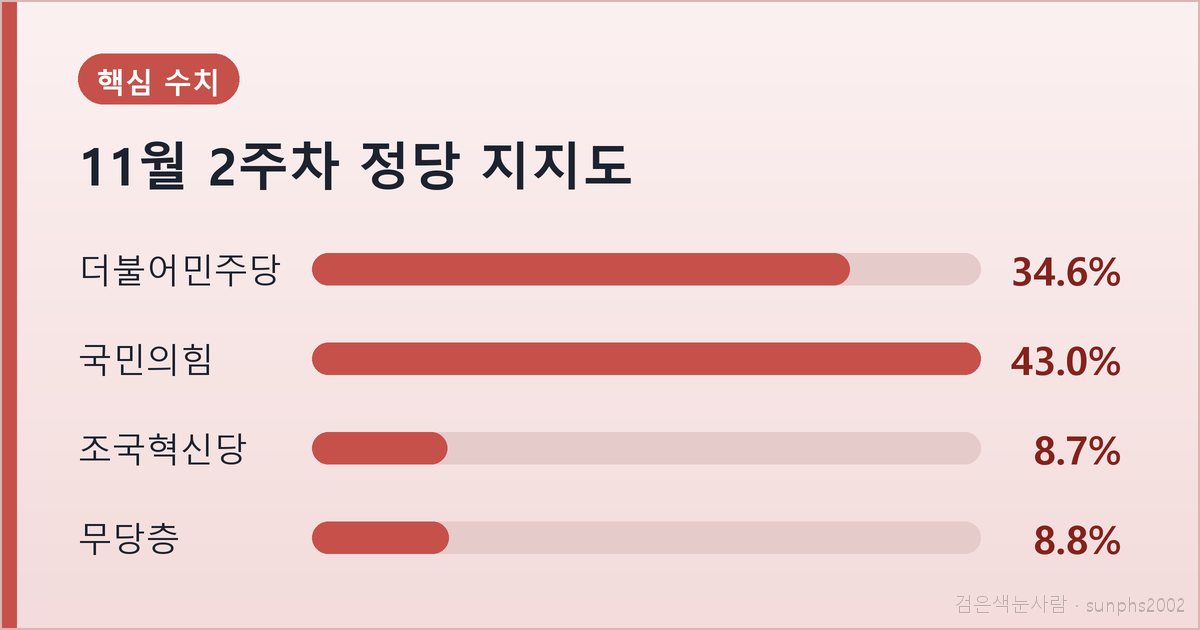 핵심 수치
11월 2주차 정당 지지도
더불어민주당 34.6%
국민의힘 43.0%
조국혁신당 8.7%
무당층 8.8%
검은색눈사람 · sunphs2002